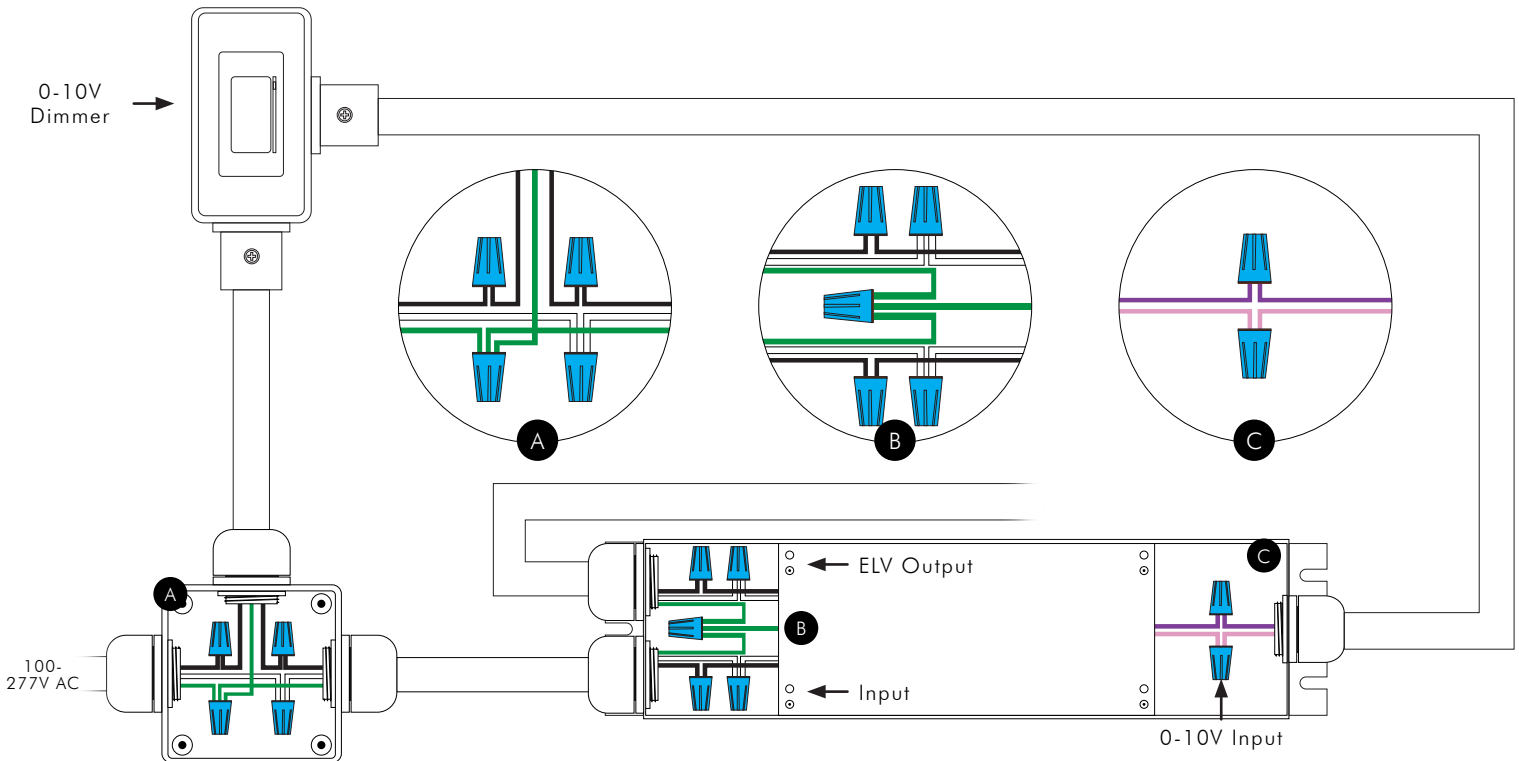 0-10V
Dimmer
A
B
C
A
100-
277V AC
ELV Output
B
Input
C
0-10V Input